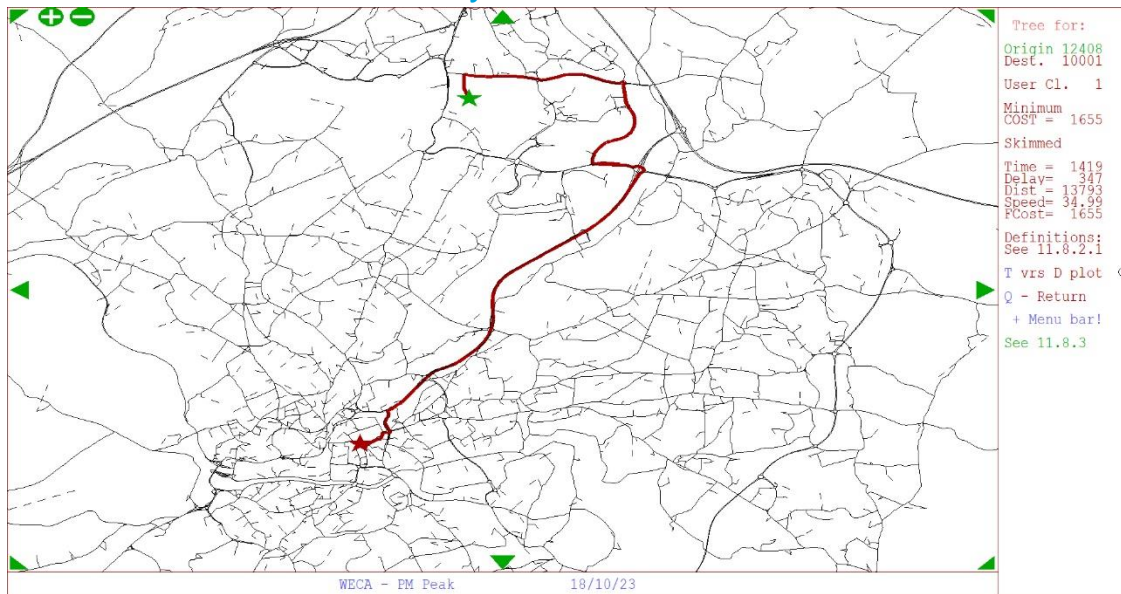 Tree for:
Origin 12408
Dest. 10001
User Cl. 1
Minimum
COST = 1655
Skimmed
Time = 1419
Delay= 347
Dist = 13793
Speed= 34.99
FCost= 1655
Definitions:
See 11.8.2.1
T vrs D plot
Q - Return
+ Menu bar!
See 11.8.3
WECA - PM Peak 18/10/23